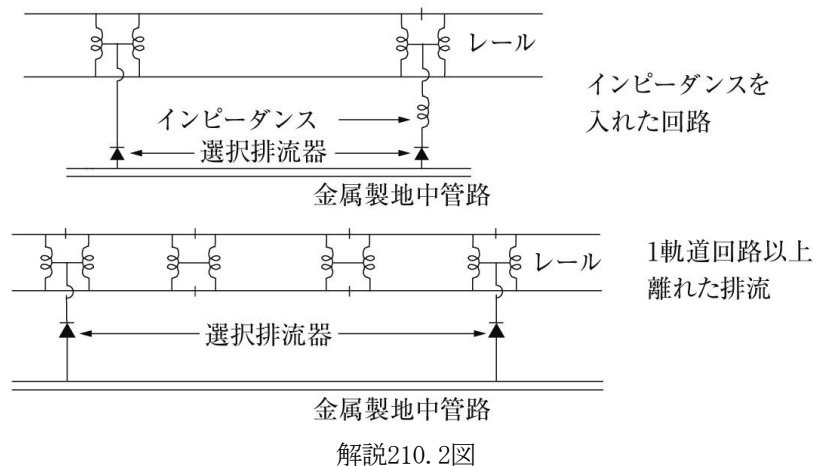 レール
インピーダンスを
入れた回路
インピーダンス
選択排流器
金属製地中管路
レール
1軌道回路以上
離れた排流
選択排流器
金属製地中管路
解説210.2図